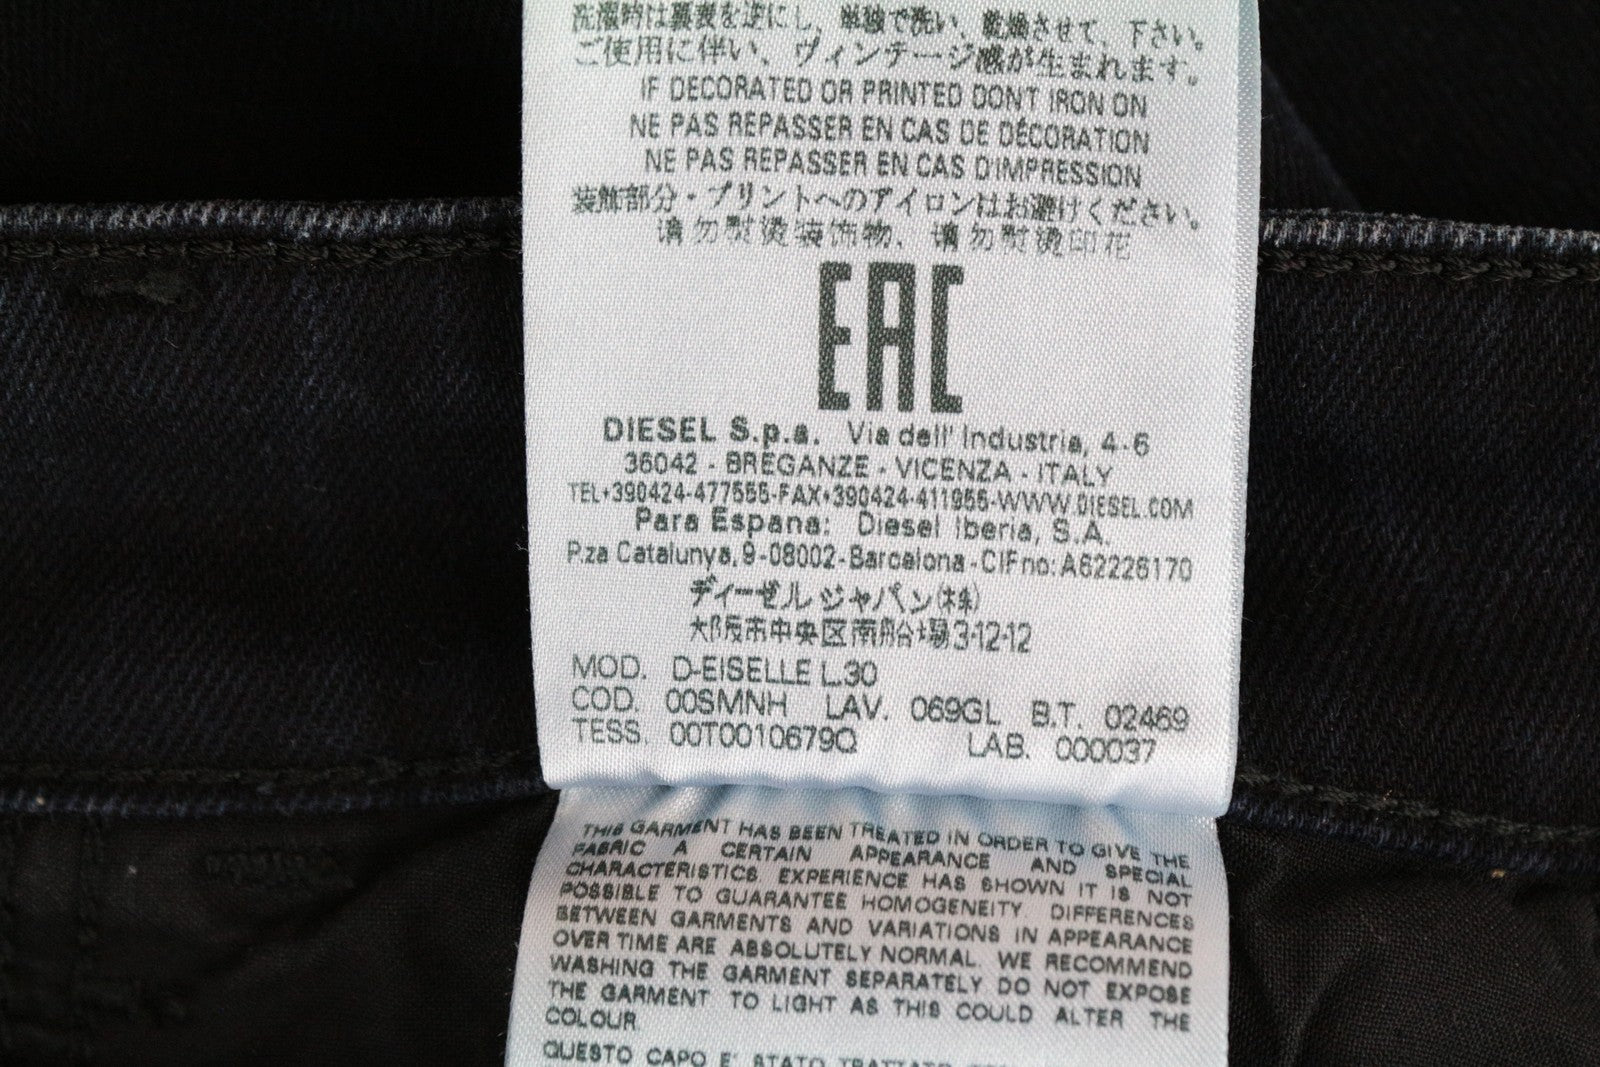 洗濯時は裏表を逆にし、単独で洗い、乾燥させて、下さい。
ご使用に伴い、ヴィンテージ感が生まれます。
IF DECORATED OR PRINTED DON'T IRON ON
NE PAS REPASSER EN CAS DE DÉCORATION
NE PAS REPASSER EN CAS D'IMPRESSION
装飾部分・プリントへのアイロンはお避けください。
请勿熨烫装饰物、请勿熨烫印花
EAC
DIESEL S.p.a. Via dell' Industria, 4-6
36042 - BREGANZE - VICENZA - ITALY
TEL+390424-477555-FAX+390424-411955-WWW.DIESEL.COM
Para Espana: Diesel Iberia, S.A.
P.za Catalunya, 9-08002-Barcelona-CIF no: A62226170
ディーゼルジャパン(株)
大阪市中央区南船場3-12-12
MOD. D-EISELLE L.30
COD. 00SMNH LAV. 069GL B.T. 02469
TESS. 00T0010679Q LAB. 000037
THIS GARMENT HAS BEEN TREATED IN ORDER TO GIVE THE
FABRIC A CERTAIN APPEARANCE AND SPECIAL
CHARACTERISTICS. EXPERIENCE HAS SHOWN IT IS NOT
POSSIBLE TO GUARANTEE HOMOGENEITY. DIFFERENCES
BETWEEN GARMENTS AND VARIATIONS IN APPEARANCE
OVER TIME ARE ABSOLUTELY NORMAL. WE RECOMMEND
WASHING THE GARMENT SEPARATELY. DO NOT EXPOSE
THE GARMENT TO LIGHT AS THIS COULD ALTER THE
COLOUR.
QUESTO CAPO E' STATO TRATTATO